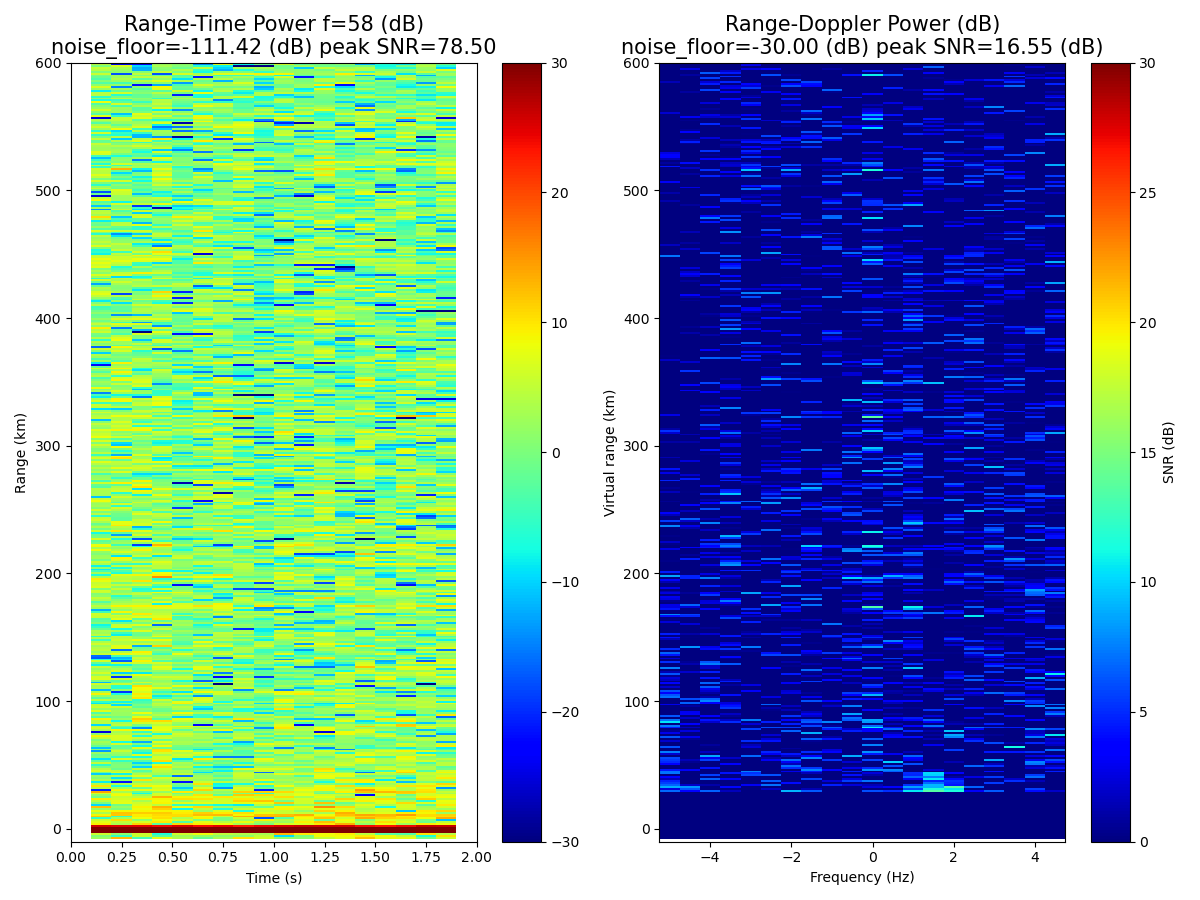 Range-Time Power f=58 (dB)
noise_floor=-111.42 (dB) peak SNR=78.50
600
500
400
300
200
100
0
Range (km)
0.00 0.25 0.50 0.75 1.00 1.25 1.50 1.75 2.00
Time (s)
30
20
10
0
−10
−20
−30
Range-Doppler Power (dB)
noise_floor=-30.00 (dB) peak SNR=16.55 (dB)
600
500
400
300
200
100
0
Virtual range (km)
−4 −2 0 2 4
Frequency (Hz)
30
25
20
15
10
5
0
SNR (dB)